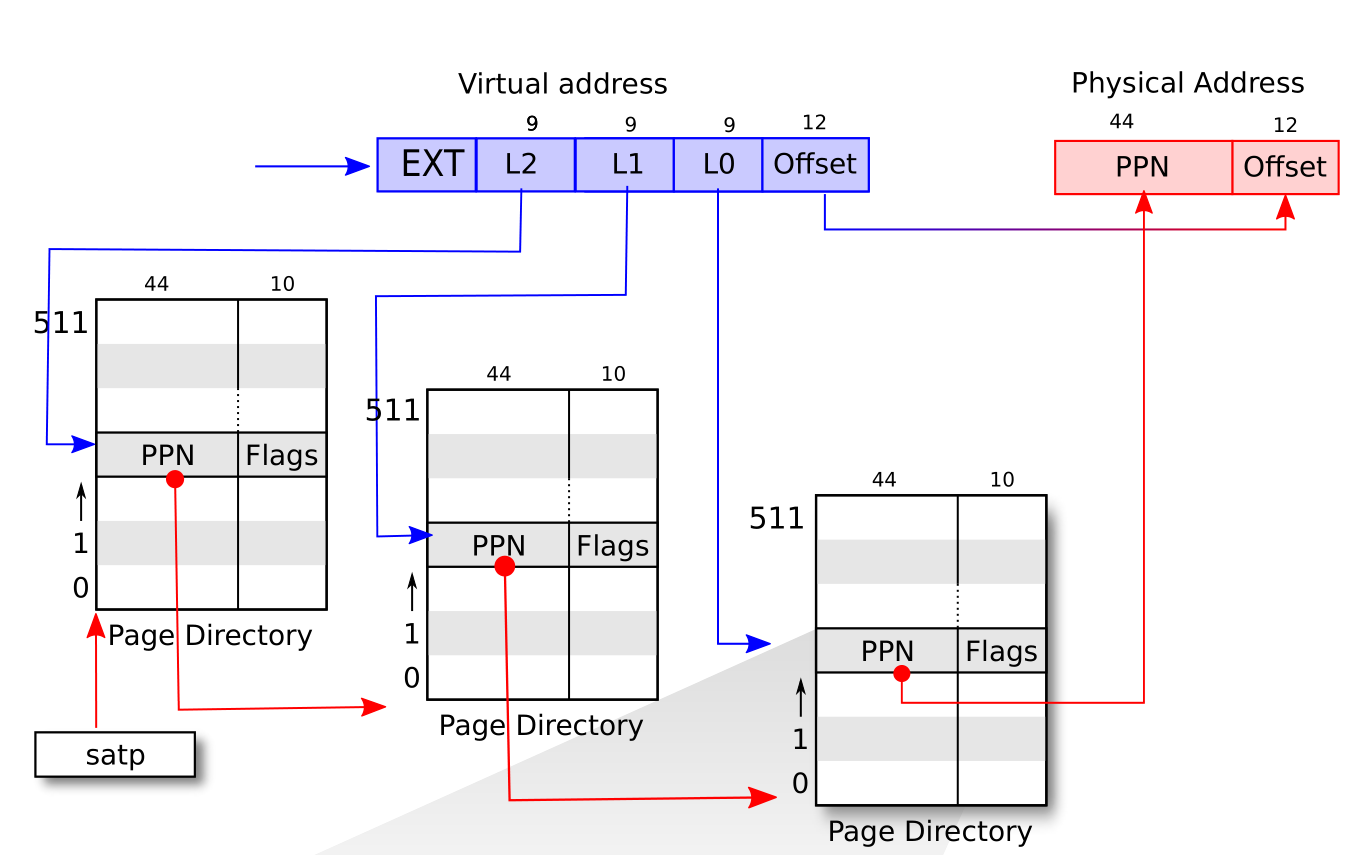 Virtual address
Physical Address
9 9 9 12
44 12
EXT L2 L1 L0 Offset
PPN Offset
44 10
511
PPN Flags
1
0
Page Directory
satp
44 10
511
PPN Flags
1
0
Page Directory
44 10
511
PPN Flags
1
0
Page Directory